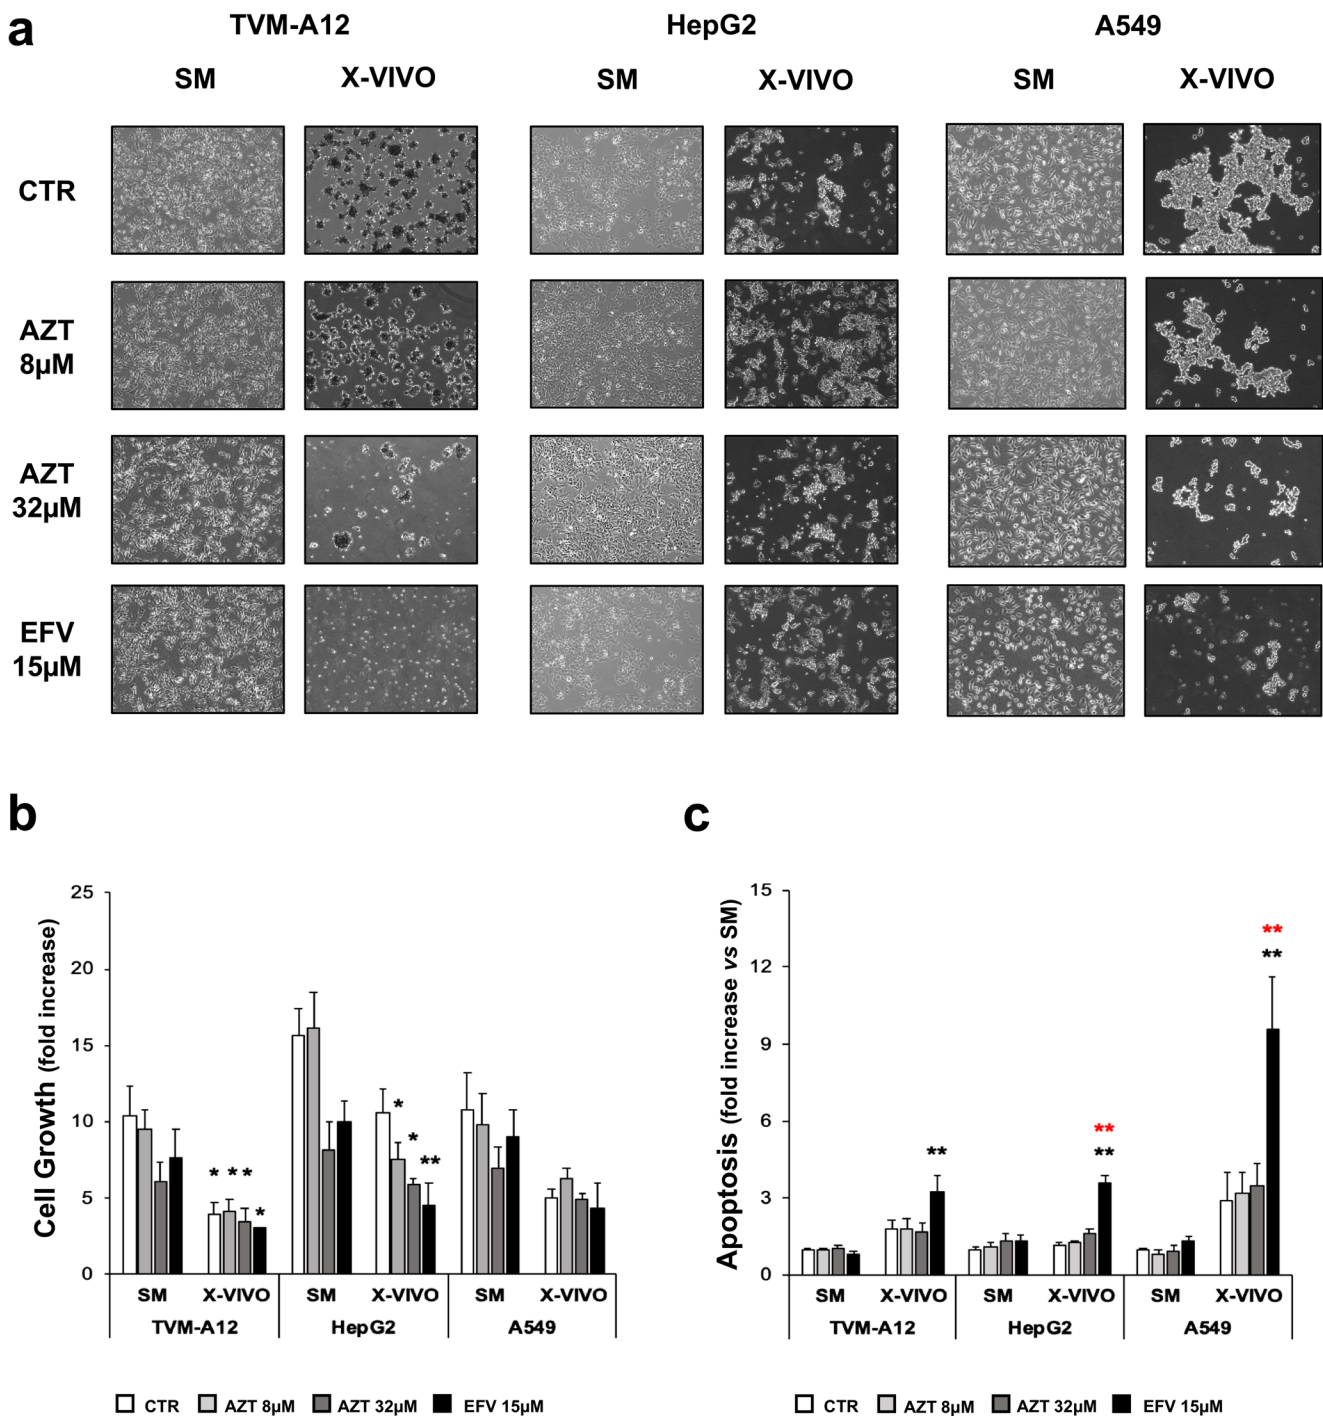 a
TVM-A12 HepG2 A549
SM X-VIVO SM X-VIVO SM X-VIVO
CTR
AZT
8µM
AZT
32µM
EFV
15µM
b
Cell Growth (fold increase)
25
20
15
10
5
0
* * * *
* * **
SM X-VIVO SM X-VIVO SM X-VIVO
TVM-A12 HepG2 A549
CTR AZT 8µM AZT 32µM EFV 15µM
c
Apoptosis (fold increase vs SM)
15
12
9
6
3
0
**
**
**
**
**
SM X-VIVO SM X-VIVO SM X-VIVO
TVM-A12 HepG2 A549
CTR AZT 8µM AZT 32µM EFV 15µM